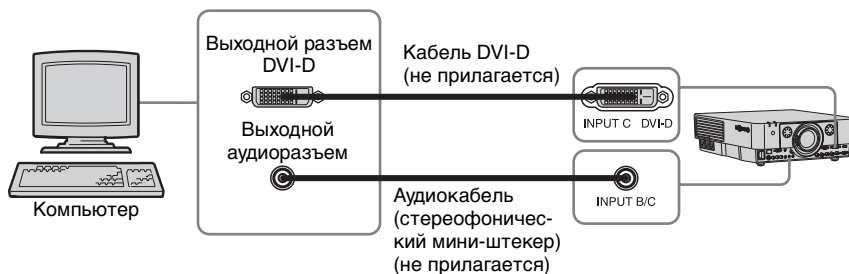 Выходной разъем
DVI-D
Кабель DVI-D
(не прилагается)
INPUT C DVI-D
Выходной
аудиоразъем
Компьютер
Аудиокабель
(стереофоничес-
кий мини-штекер)
(не прилагается)
INPUT B/C